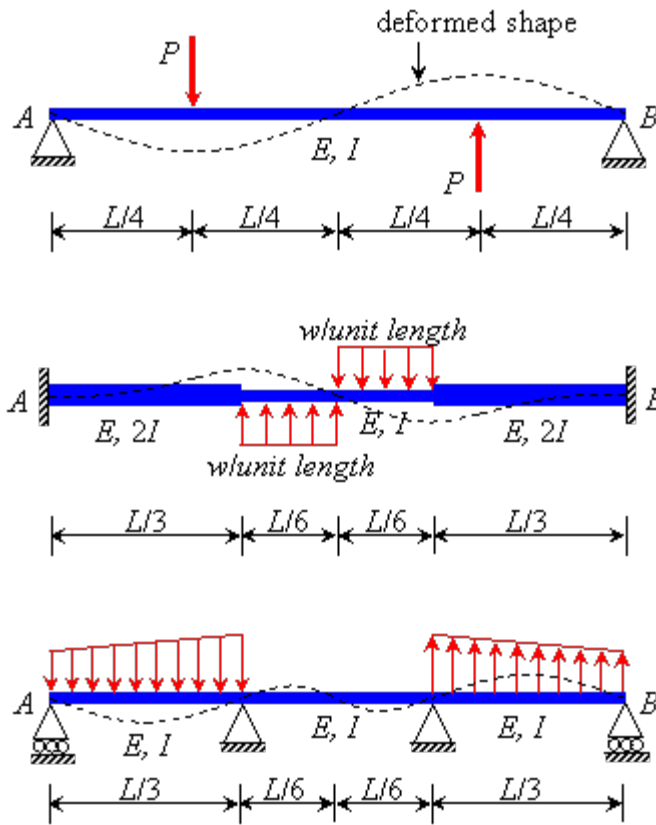 deformed shape
P
A
B
E, I
P
L/4 L/4 L/4 L/4
w/unit length
A
B
E, 2I E, I E, 2I
w/unit length
L/3 L/6 L/6 L/3
A
B
E, I E, I E, I
L/3 L/6 L/6 L/3